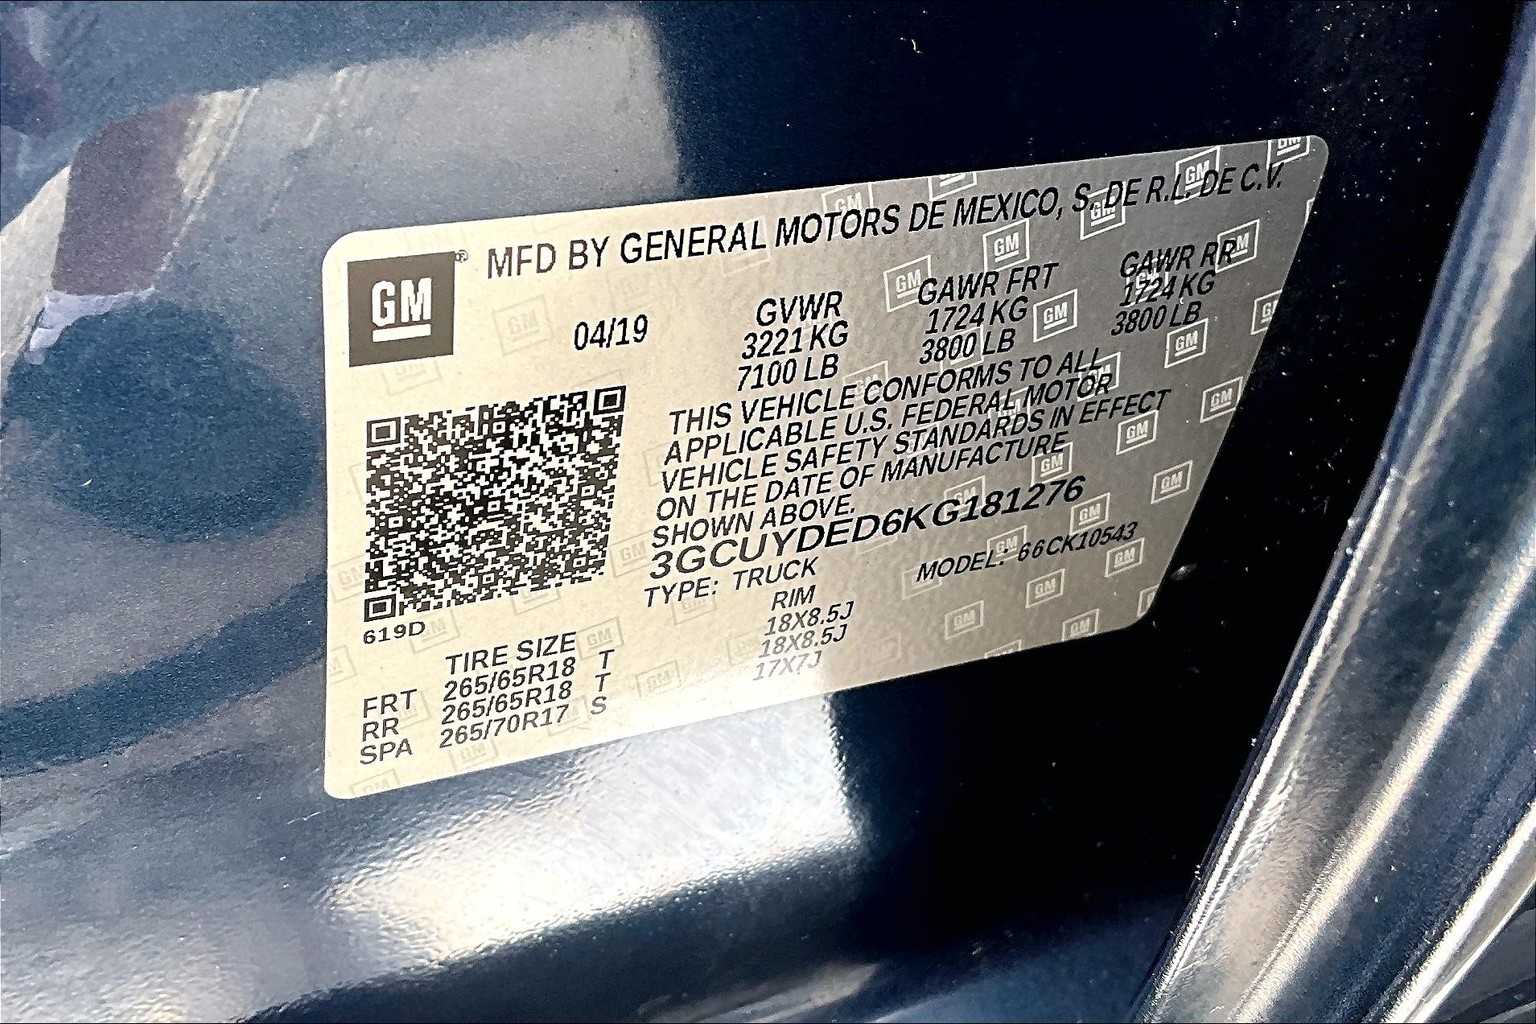 GM
MFD BY GENERAL MOTORS DE MEXICO, S. DE R.L. DE C.V.
04/19
GVWR GAWR FRT GAWR RR
3221 KG 1724 KG 1724 KG
7100 LB 3800 LB 3800 LB
THIS VEHICLE CONFORMS TO ALL
APPLICABLE U.S. FEDERAL MOTOR
VEHICLE SAFETY STANDARDS IN EFFECT
ON THE DATE OF MANUFACTURE
SHOWN ABOVE.
3GCUYDED6KG181276
TYPE: TRUCK MODEL: 66CK10543
619D
TIRE SIZE RIM
FRT 265/65R18 T 18X8.5J
RR 265/65R18 T 18X8.5J
SPA 265/70R17 S 17X7J